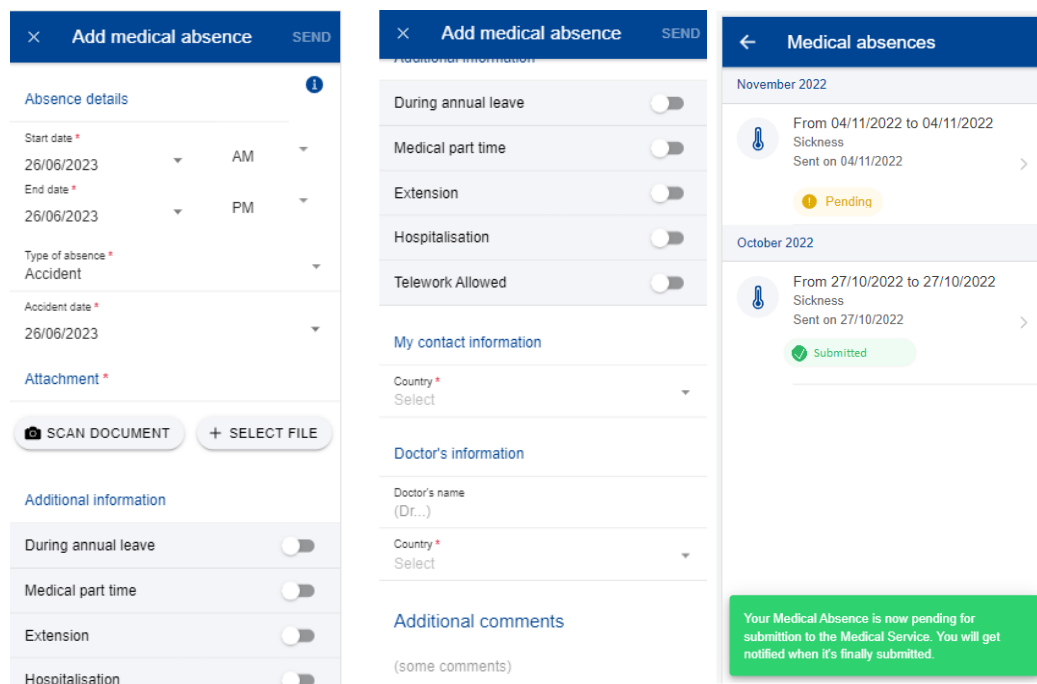 Add medical absence SEND
Absence details
Start date *
26/06/2023 AM
End date *
26/06/2023 PM
Type of absence *
Accident
Accident date *
26/06/2023
Attachment *
SCAN DOCUMENT + SELECT FILE
Additional information
During annual leave
Medical part time
Extension
Hospitalisation
Add medical absence SEND
Additional information
During annual leave
Medical part time
Extension
Hospitalisation
Telework Allowed
My contact information
Country *
Select
Doctor's information
Doctor's name
(Dr...)
Country *
Select
Additional comments
(some comments)
Medical absences
November 2022
From 04/11/2022 to 04/11/2022
Sickness
Sent on 04/11/2022
Pending
October 2022
From 27/10/2022 to 27/10/2022
Sickness
Sent on 27/10/2022
Submitted
Your Medical Absence is now pending for
submittion to the Medical Service. You will get
notified when it's finally submitted.